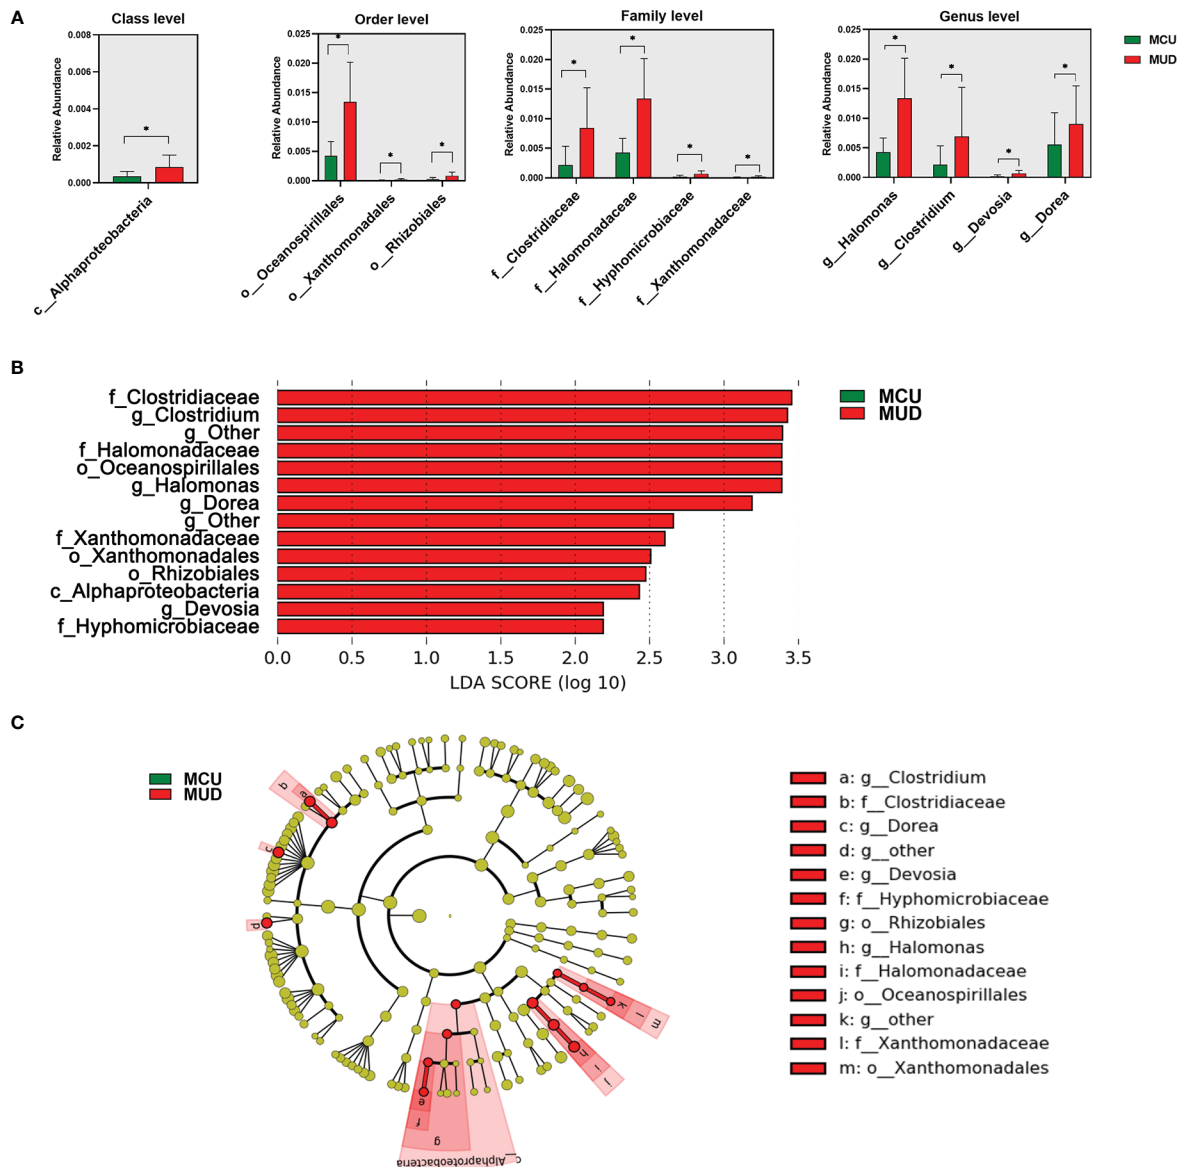 A
Class level
Order level
Family level
Genus level
MCU
MUD
Relative Abundance
0.008
0.006
0.004
0.002
0.000
*
c__Alphaproteobacteria
Relative Abundance
0.025
0.020
0.015
0.010
0.005
0.000
*
*
*
o__Oceanospirillales
o__Xanthomonadales
o__Rhizobiales
Relative Abundance
0.025
0.020
0.015
0.010
0.005
0.000
*
*
*
*
f__Clostridiaceae
f__Halomonadaceae
f__Hyphomicrobiaceae
f__Xanthomonadaceae
Relative Abundance
0.025
0.020
0.015
0.010
0.005
0.000
*
*
*
*
g__Halomonas
g__Clostridium
g__Devosia
g__Dorea
B
f_Clostridiaceae
g_Clostridium
g_Other
f_Halomonadaceae
o_Oceanospirillales
g_Halomonas
g_Dorea
g_Other
f_Xanthomonadaceae
o_Xanthomonadales
o_Rhizobiales
c_Alphaproteobacteria
g_Devosia
f_Hyphomicrobiaceae
0.0 0.5 1.0 1.5 2.0 2.5 3.0 3.5
LDA SCORE (log 10)
MCU
MUD
C
MCU
MUD
b
a
c
d
e
f
g
c__Alphaproteobacteria
h
i
j
k
l
m
a: g__Clostridium
b: f__Clostridiaceae
c: g__Dorea
d: g__other
e: g__Devosia
f: f__Hyphomicrobiaceae
g: o__Rhizobiales
h: g__Halomonas
i: f__Halomonadaceae
j: o__Oceanospirillales
k: g__other
l: f__Xanthomonadaceae
m: o__Xanthomonadales